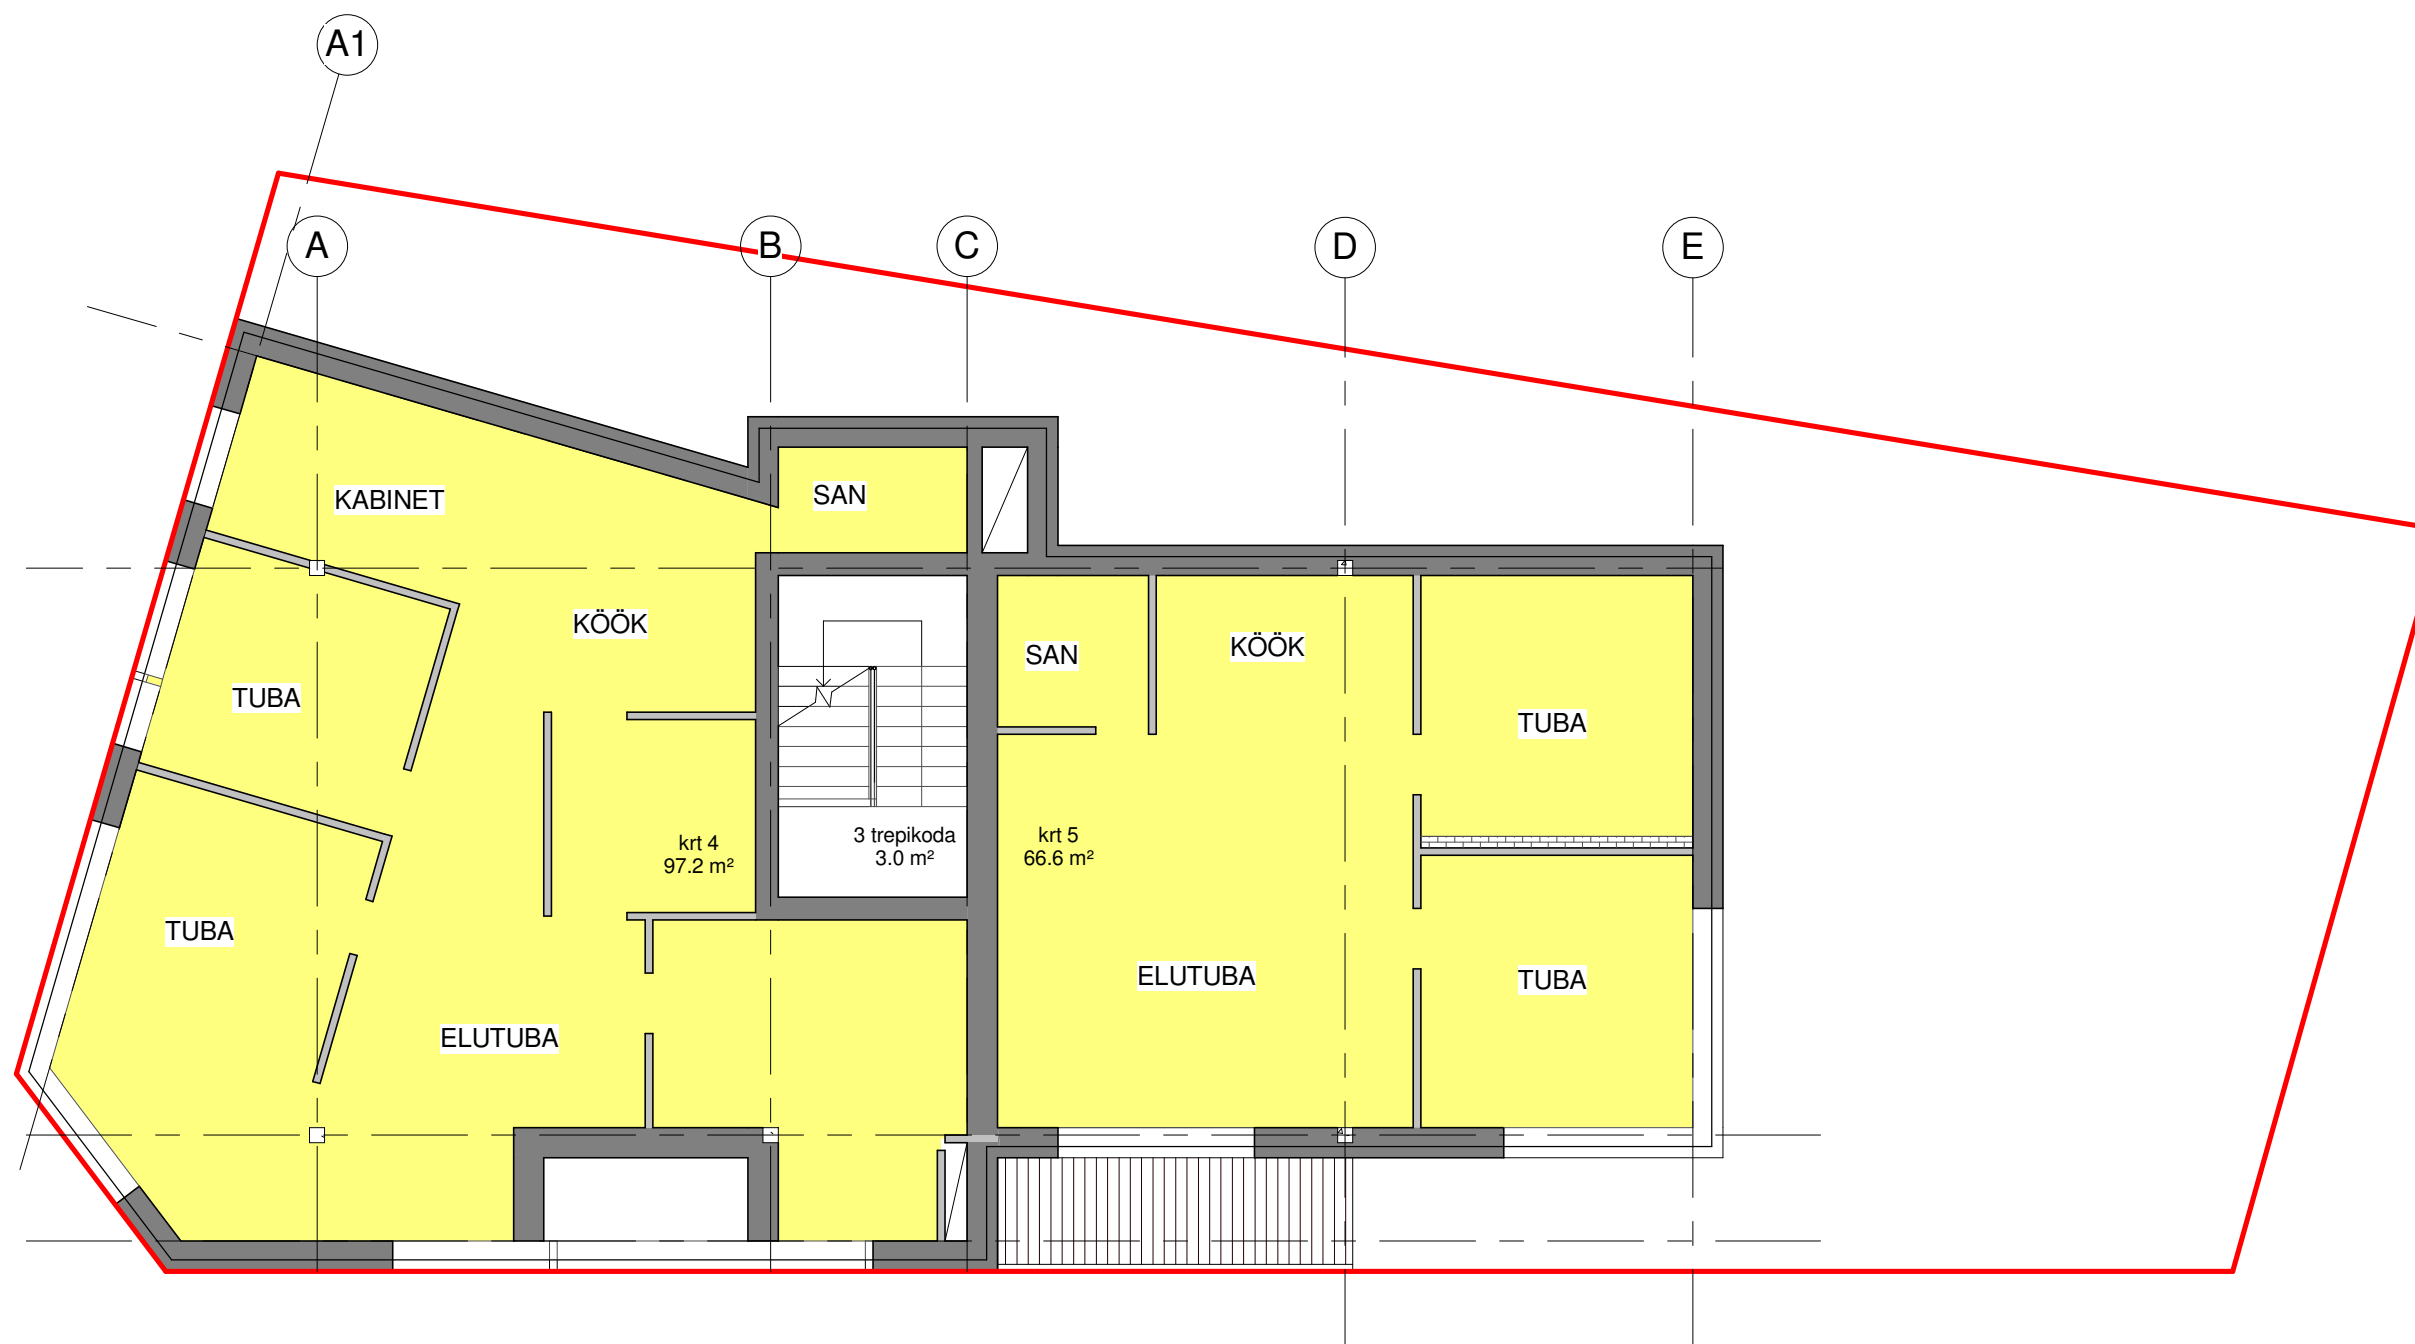 A1
A
B
C
D
E
KABINET
SAN
KÖÖK
SAN
KÖÖK
TUBA
TUBA
krt 4
97.2 m²
3 trepikoda
3.0 m²
krt 5
66.6 m²
TUBA
ELUTUBA
ELUTUBA
TUBA